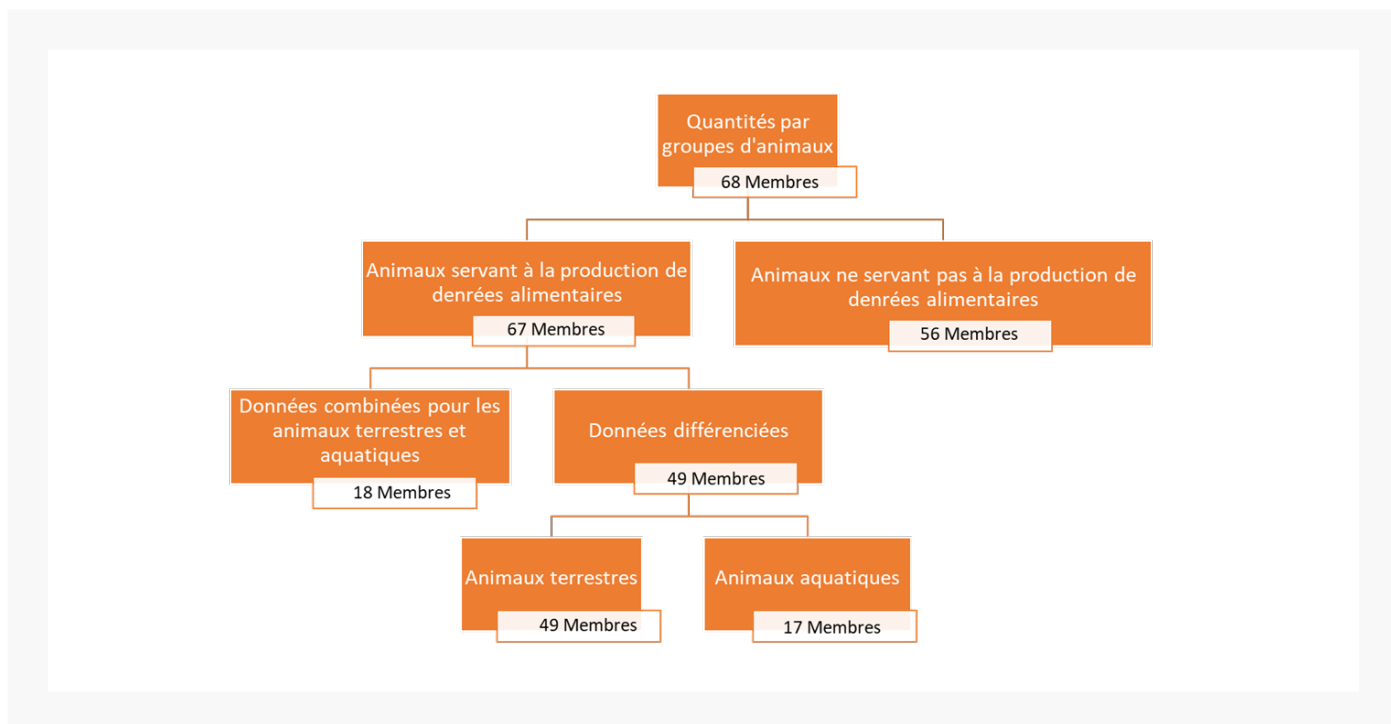 Quantités par
groupes d'animaux
68 Membres
Animaux servant à la production de
denrées alimentaires
67 Membres
Animaux ne servant pas à la production de
denrées alimentaires
56 Membres
Données combinées pour les
animaux terrestres et
aquatiques
18 Membres
Données différenciées
49 Membres
Animaux terrestres
49 Membres
Animaux aquatiques
17 Membres